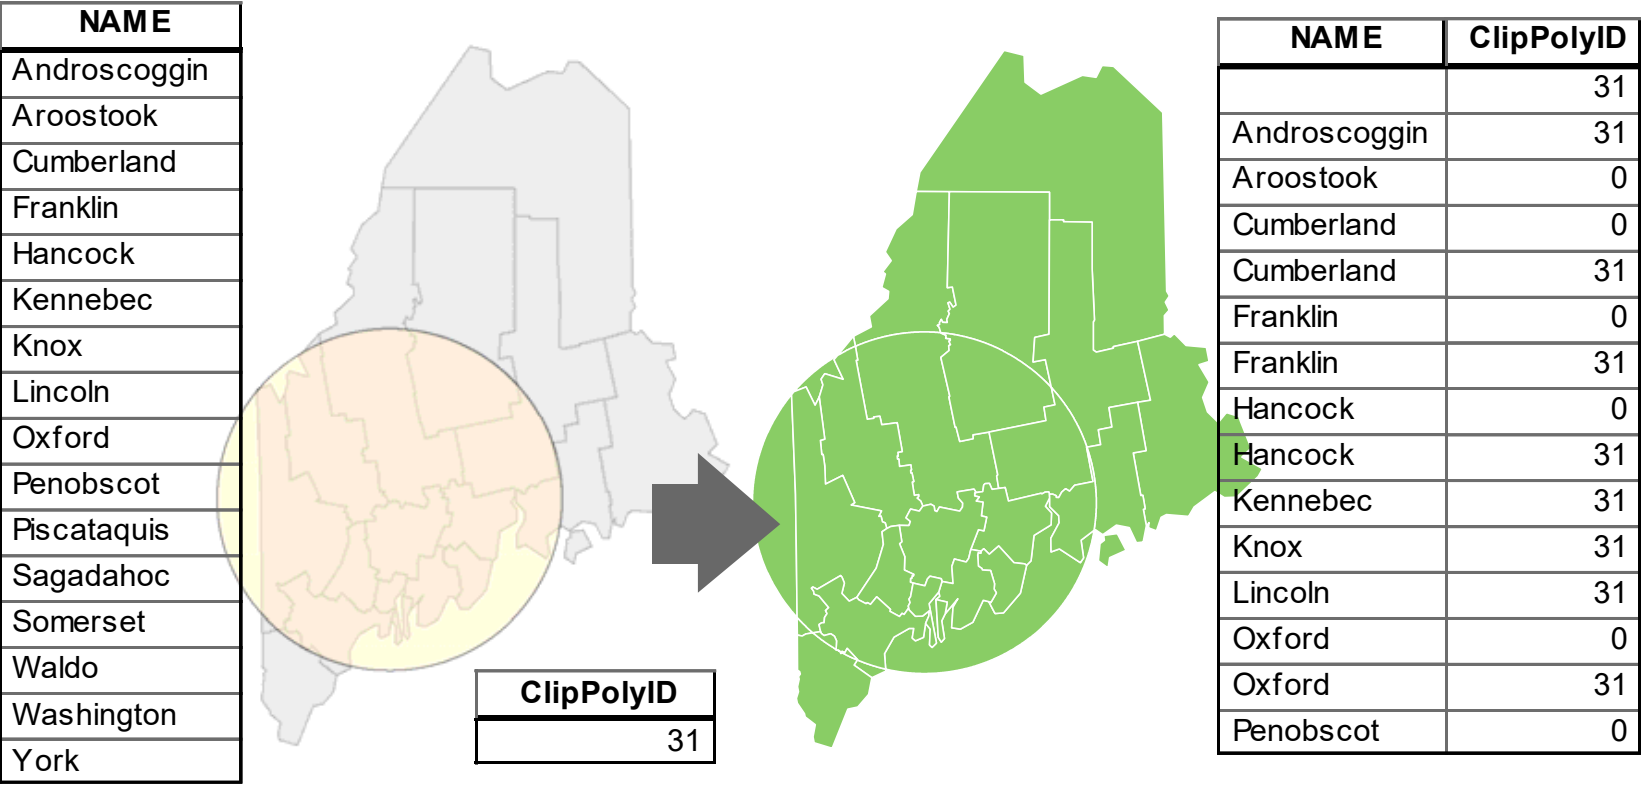 NAME
Androscoggin
Aroostook
Cumberland
Franklin
Hancock
Kennebec
Knox
Lincoln
Oxford
Penobscot
Piscataquis
Sagadahoc
Somerset
Waldo
Washington
York
ClipPolyID
31
NAME ClipPolyID
31
Androscoggin 31
Aroostook 0
Cumberland 0
Cumberland 31
Franklin 0
Franklin 31
Hancock 0
Hancock 31
Kennebec 31
Knox 31
Lincoln 31
Oxford 0
Oxford 31
Penobscot 0